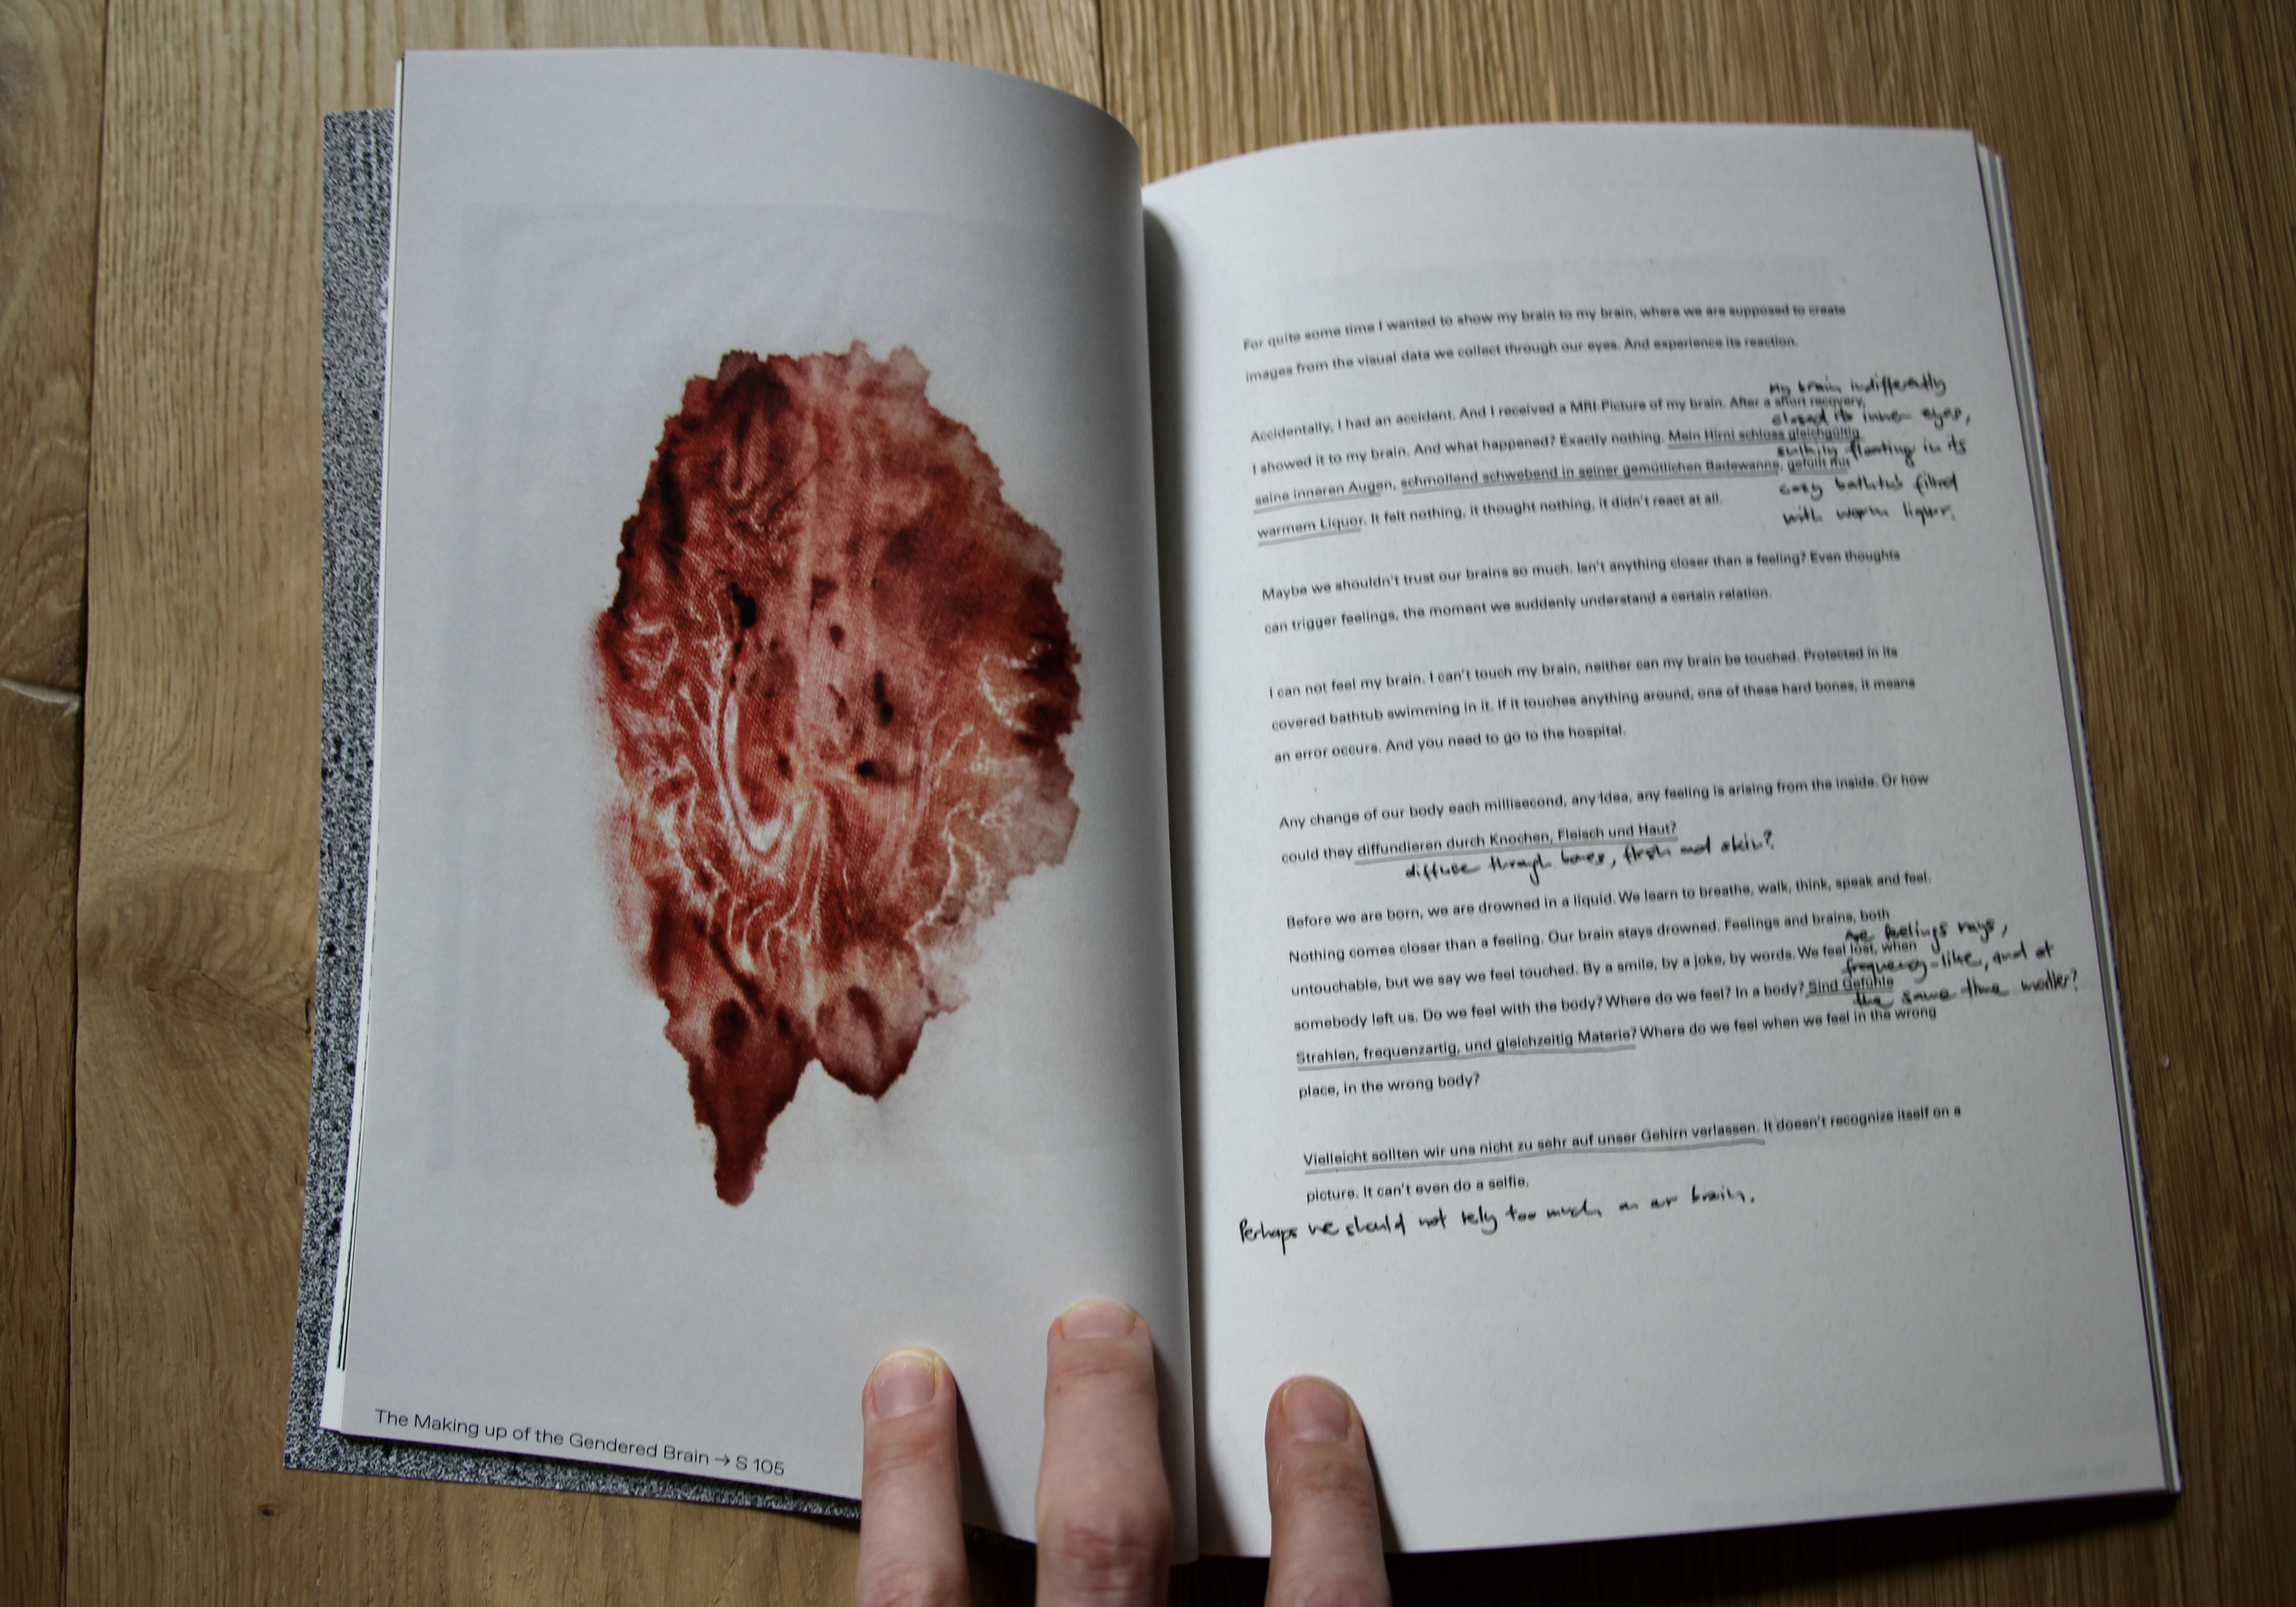 The Making up of the Gendered Brain → S 105
For quite some time I wanted to show my brain to my brain, where we are supposed to create
images from the visual data we collect through our eyes. And experience its reaction.
Accidentally, I had an accident. And I received a MRI-Picture of my brain. After a short recovery,
I showed it to my brain. And what happened? Exactly nothing. Mein Hirni schloss gleichgültig
seine inneren Augen, schmollend schwebend in seiner gemütlichen Badewanne, gefüllt mit
warmem Liquor. It felt nothing, it thought nothing, it didn't react at all.
My brain indifferently
closed its inner eyes,
sulkily floating in its
cosy bathtub filled
with warm liquor.
Maybe we shouldn't trust our brains so much. Isn't anything closer than a feeling? Even thoughts
can trigger feelings, the moment we suddenly understand a certain relation.
I can not feel my brain. I can't touch my brain, neither can my brain be touched. Protected in its
covered bathtub swimming in it. If it touches anything around, one of these hard bones, it means
an error occurs. And you need to go to the hospital.
Any change of our body each millisecond, any idea, any feeling is arising from the inside. Or how
could they diffundieren durch Knochen, Fleisch und Haut?
diffuse through bones, flesh and skin?
Before we are born, we are drowned in a liquid. We learn to breathe, walk, think, speak and feel.
Nothing comes closer than a feeling. Our brain stays drowned. Feelings and brains, both
untouchable, but we say we feel touched. By a smile, by a joke, by words. We feel lost, when
somebody left us. Do we feel with the body? Where do we feel? In a body? Sind Gefühle
Strahlen, frequenzartig, und gleichzeitig Materie? Where do we feel when we feel in the wrong
place, in the wrong body?
Are feelings rays,
frequency-like, and at
the same time matter?
Vielleicht sollten wir uns nicht zu sehr auf unser Gehirn verlassen. It doesn't recognize itself on a
picture. It can't even do a selfie.
Perhaps we should not rely too much on our brain.